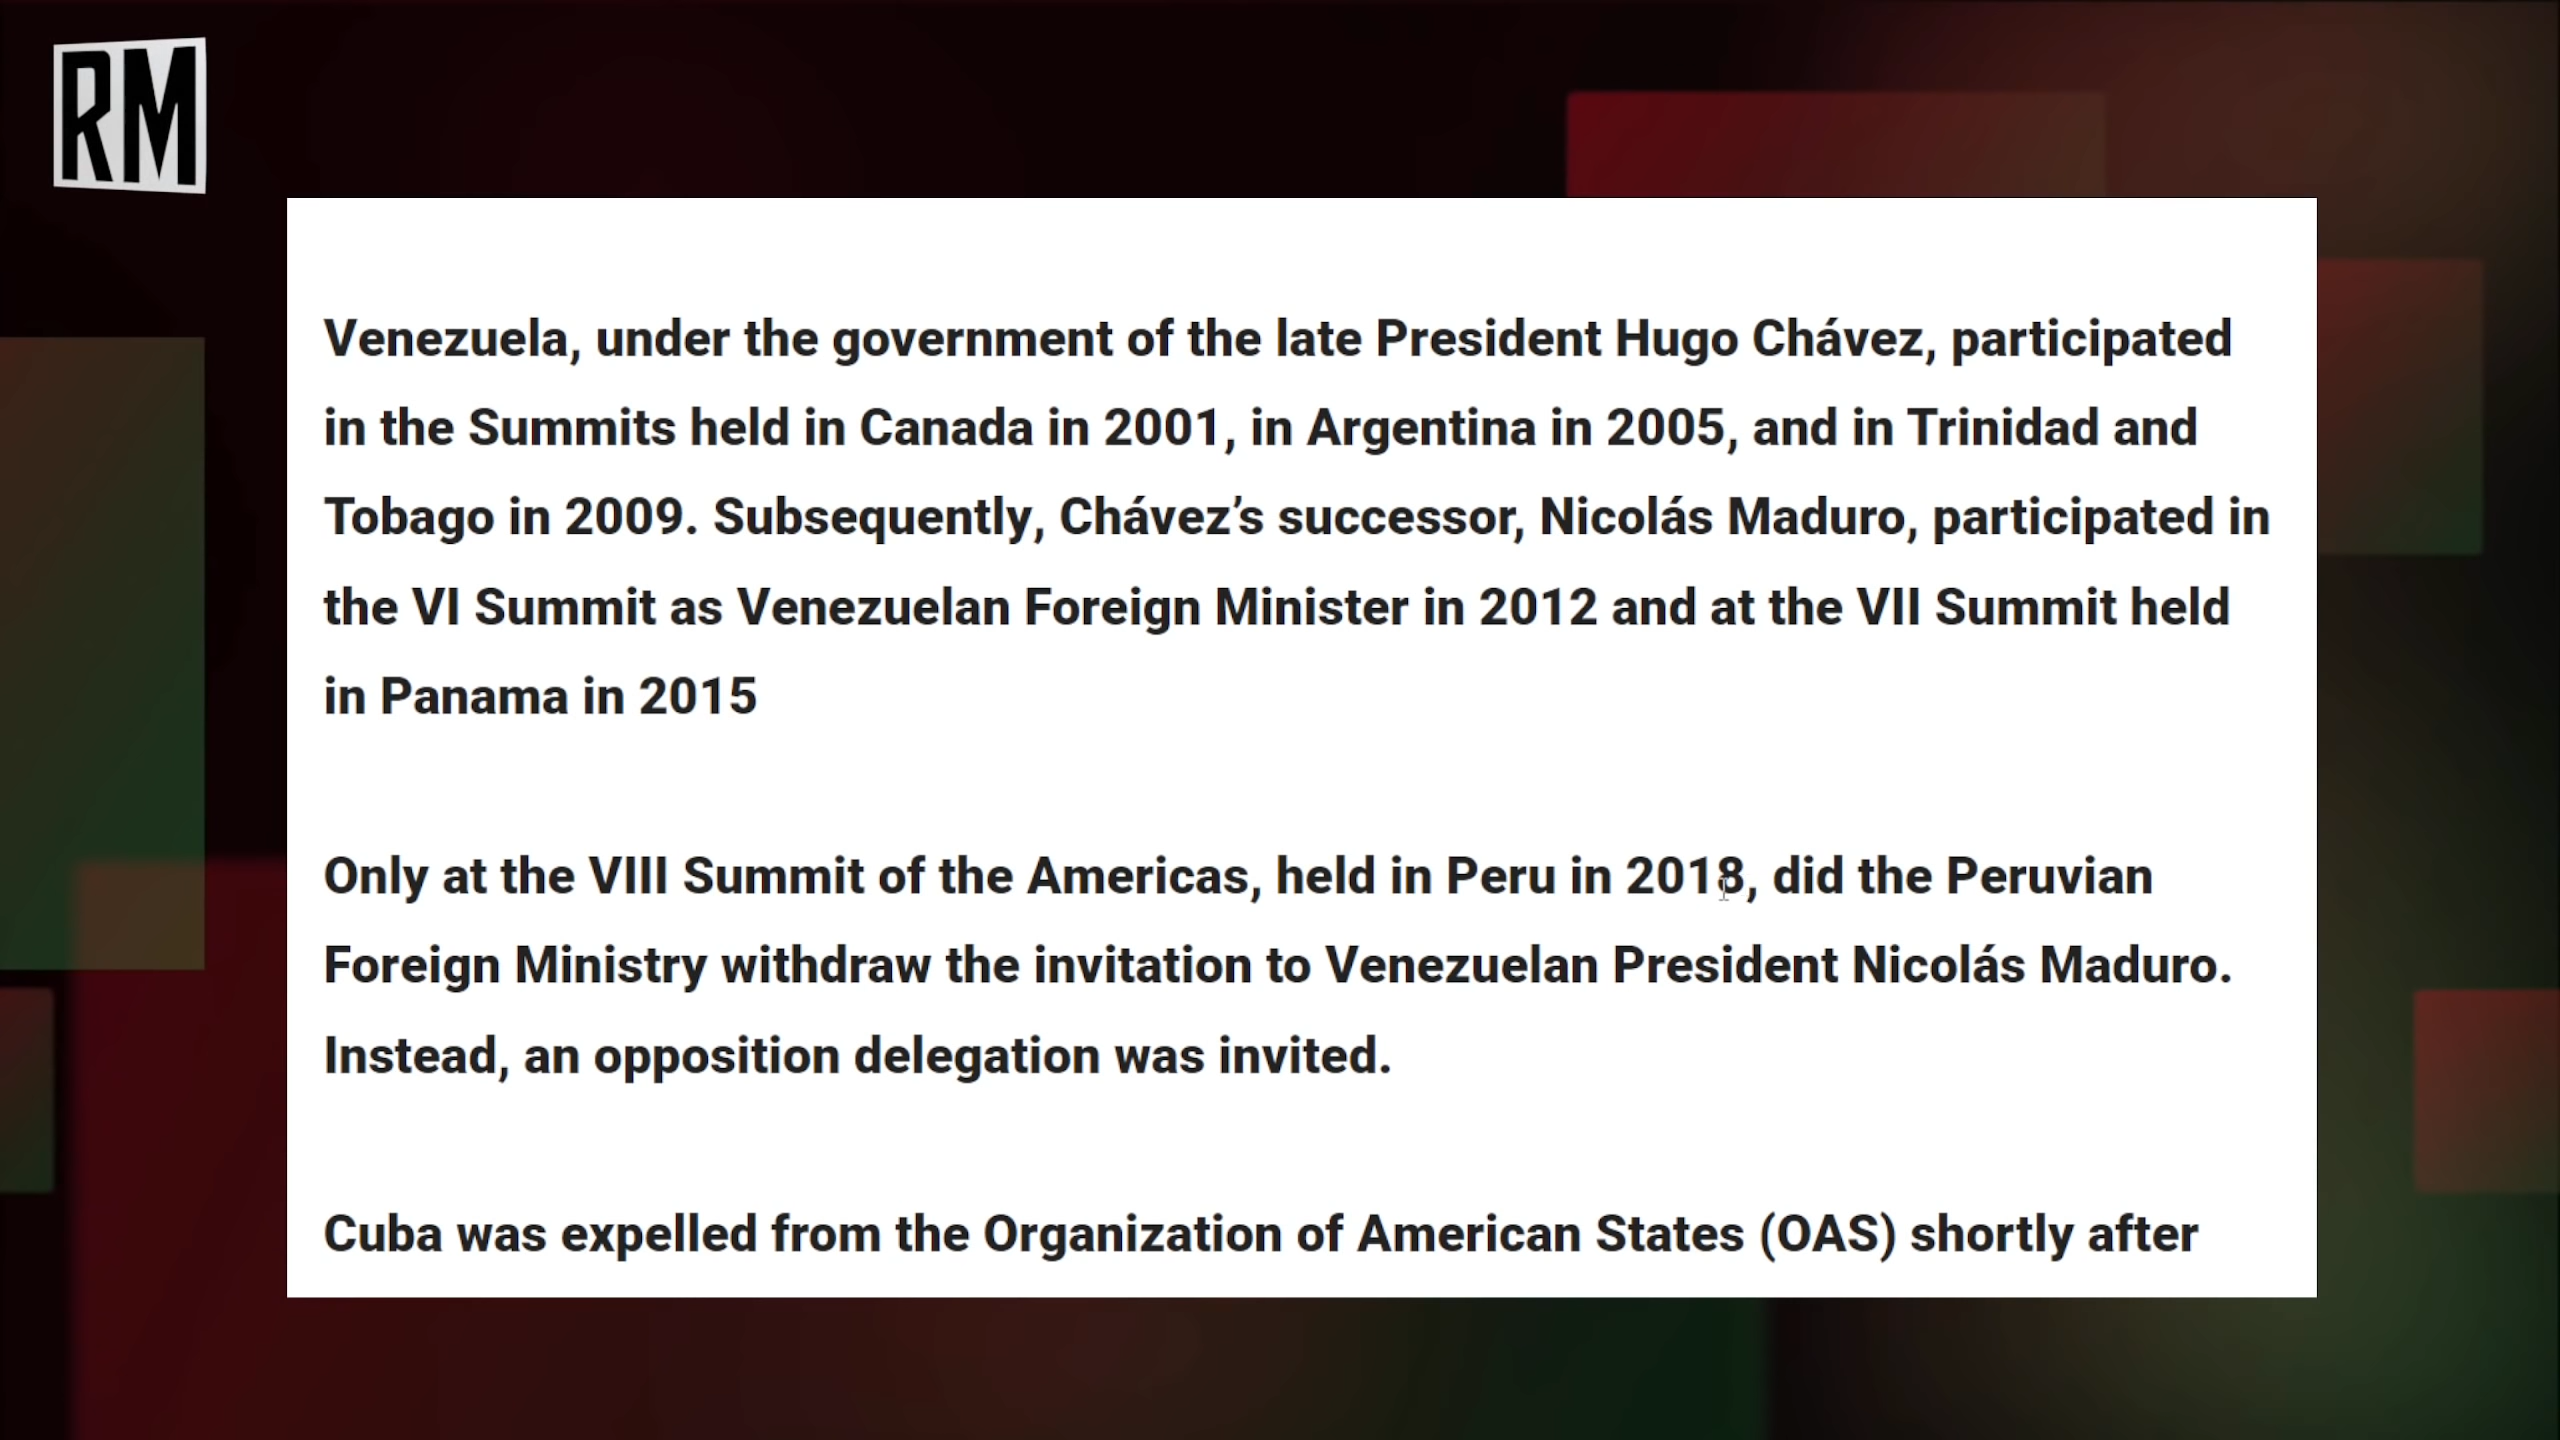 RM
Venezuela, under the government of the late President Hugo Chávez, participated
in the Summits held in Canada in 2001, in Argentina in 2005, and in Trinidad and
Tobago in 2009. Subsequently, Chávez’s successor, Nicolás Maduro, participated in
the VI Summit as Venezuelan Foreign Minister in 2012 and at the VII Summit held
in Panama in 2015
Only at the VIII Summit of the Americas, held in Peru in 2018, did the Peruvian
Foreign Ministry withdraw the invitation to Venezuelan President Nicolás Maduro.
Instead, an opposition delegation was invited.
Cuba was expelled from the Organization of American States (OAS) shortly after